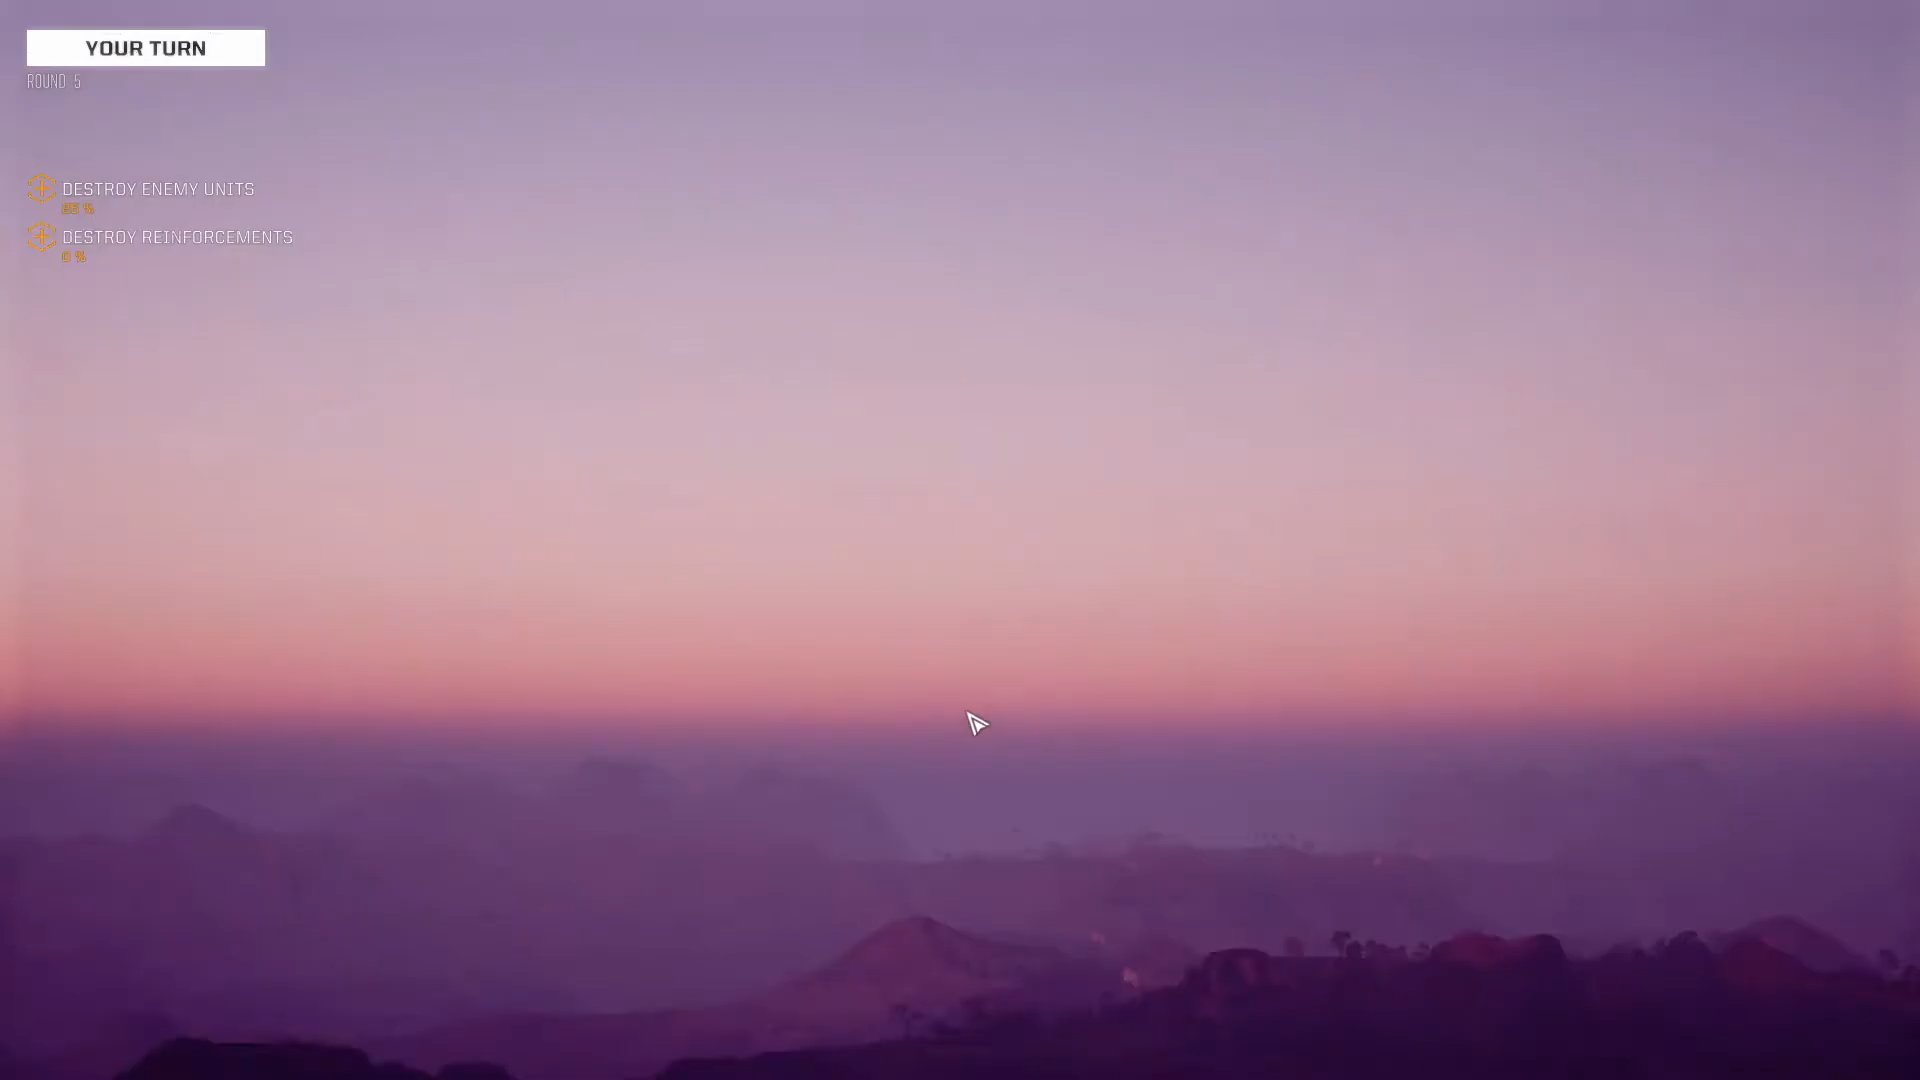 YOUR TURN
ROUND 5
DESTROY ENEMY UNITS
DESTROY REINFORCEMENTS
0 %